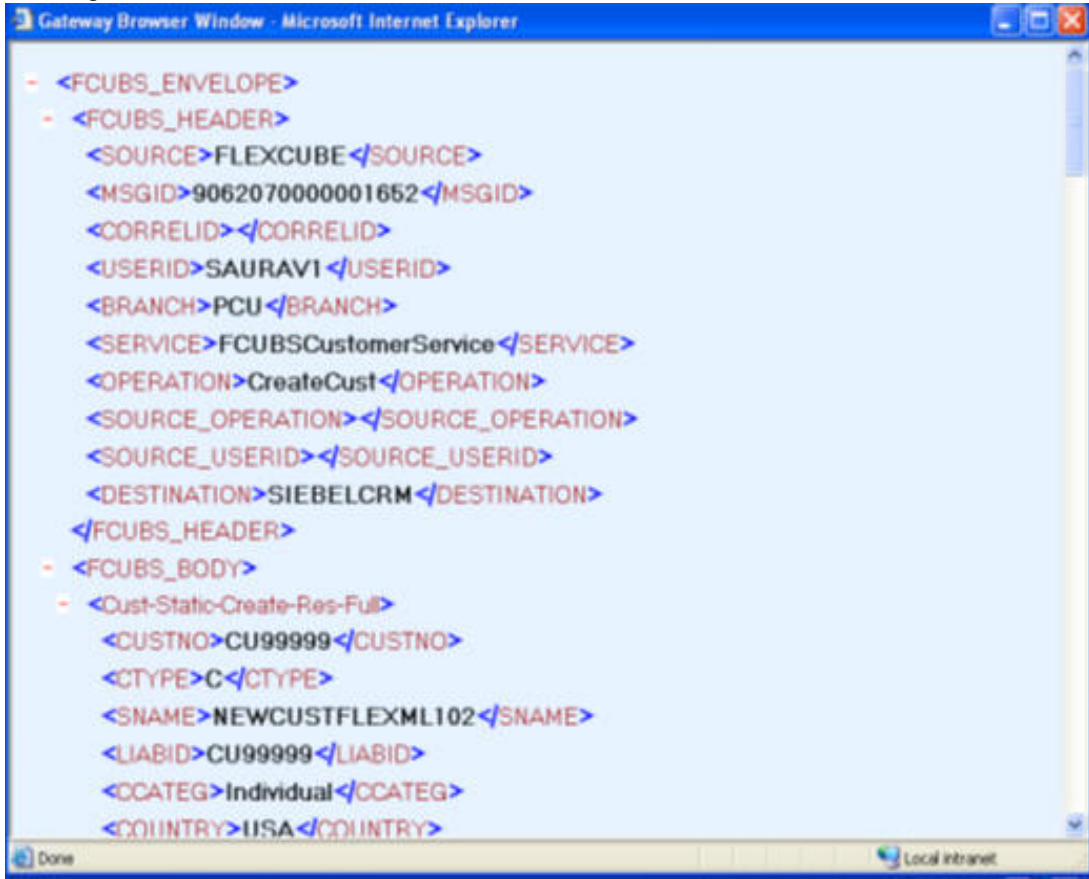 Gateway Browser Window - Microsoft Internet Explorer
- <FCUBS_ENVELOPE>
- <FCUBS_HEADER>
<SOURCE>FLEXCUBE</SOURCE>
<MSGID>9062070000001652</MSGID>
<CORRELID></CORRELID>
<USERID>SAURAV1</USERID>
<BRANCH>PCU</BRANCH>
<SERVICE>FCUBSCustomerService</SERVICE>
<OPERATION>CreateCust</OPERATION>
<SOURCE_OPERATION></SOURCE_OPERATION>
<SOURCE_USERID></SOURCE_USERID>
<DESTINATION>SIEBELCRM</DESTINATION>
</FCUBS_HEADER>
- <FCUBS_BODY>
- <Cust-Static-Create-Res-Full>
<CUSTNO>CU99999</CUSTNO>
<CTYPE>C</CTYPE>
<SNAME>NEWCUSTFLEXML102</SNAME>
<LIABID>CU99999</LIABID>
<CCATEG>Individual</CCATEG>
<COUNTRY>USA</COUNTRY>
Done Local intranet